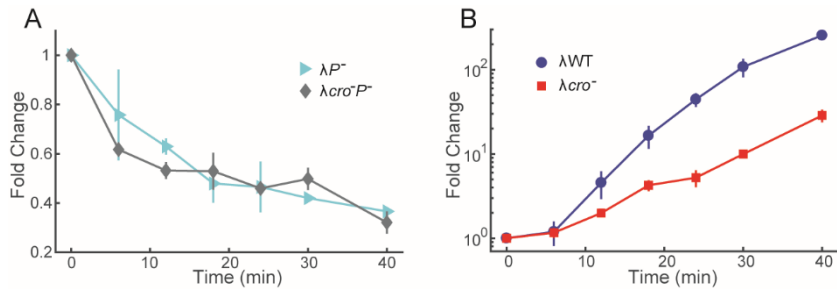 A
Fold Change
1
0.8
0.6
0.4
0.2
λP⁻
λcro⁻P⁻
0 10 20 30 40
Time (min)
B
Fold Change
10²
10¹
10⁰
λWT
λcro⁻
0 10 20 30 40
Time (min)